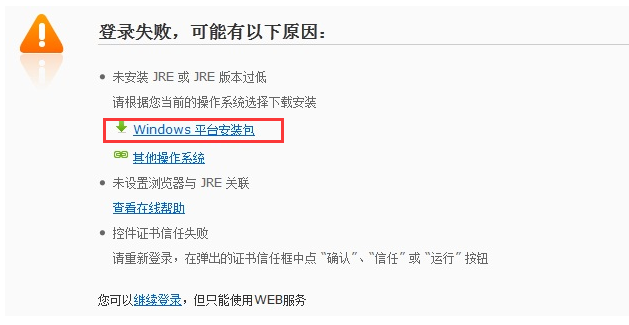 登录失败，可能有以下原因：
未安装 JRE 或 JRE 版本过低
请根据您当前的操作系统选择下载安装
Windows 平台安装包
其他操作系统
未设置浏览器与 JRE 关联
查看在线帮助
控件证书信任失败
请重新登录，在弹出的证书信任框中点 “确认”、“信任” 或 “运行” 按钮
您可以继续登录，但只能使用WEB服务